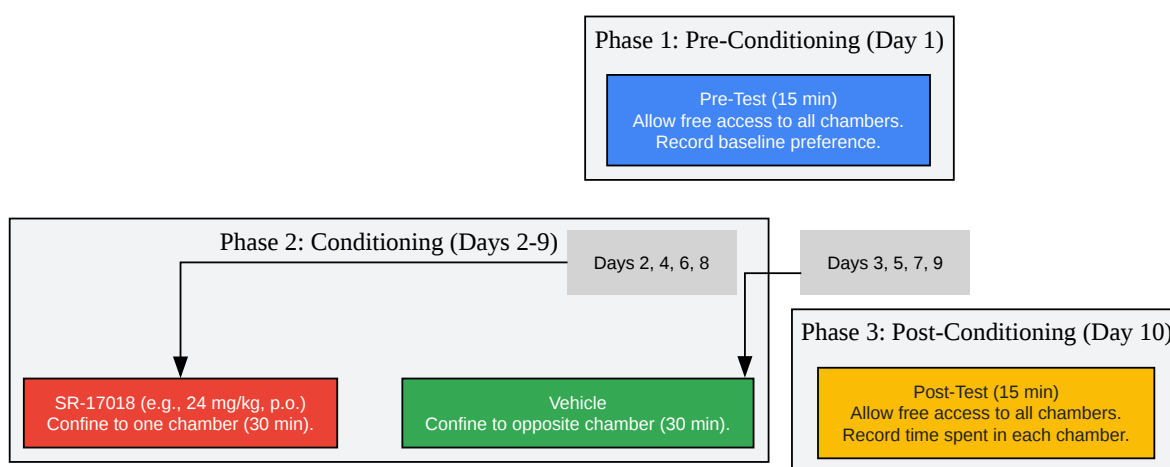 Phase 1: Pre-Conditioning (Day 1)
Pre-Test (15 min)
Allow free access to all chambers.
Record baseline preference.
Phase 2: Conditioning (Days 2-9)
Days 2, 4, 6, 8
Days 3, 5, 7, 9
SR-17018 (e.g., 24 mg/kg, p.o.)
Confine to one chamber (30 min).
Vehicle
Confine to opposite chamber (30 min).
Phase 3: Post-Conditioning (Day 10)
Post-Test (15 min)
Allow free access to all chambers.
Record time spent in each chamber.